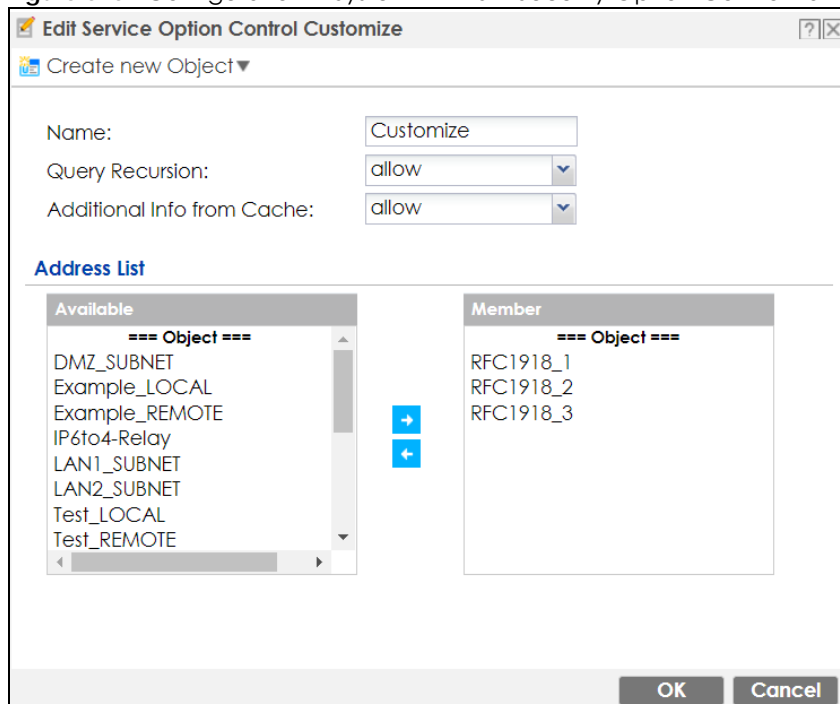 Edit Service Option Control Customize
Create new Object
Name: Customize
Query Recursion: allow
Additional Info from Cache: allow
Address List
Available
=== Object ===
DMZ_SUBNET
Example_LOCAL
Example_REMOTE
IP6to4-Relay
LAN1_SUBNET
LAN2_SUBNET
Test_LOCAL
Test_REMOTE
Member
=== Object ===
RFC1918_1
RFC1918_2
RFC1918_3
OK Cancel